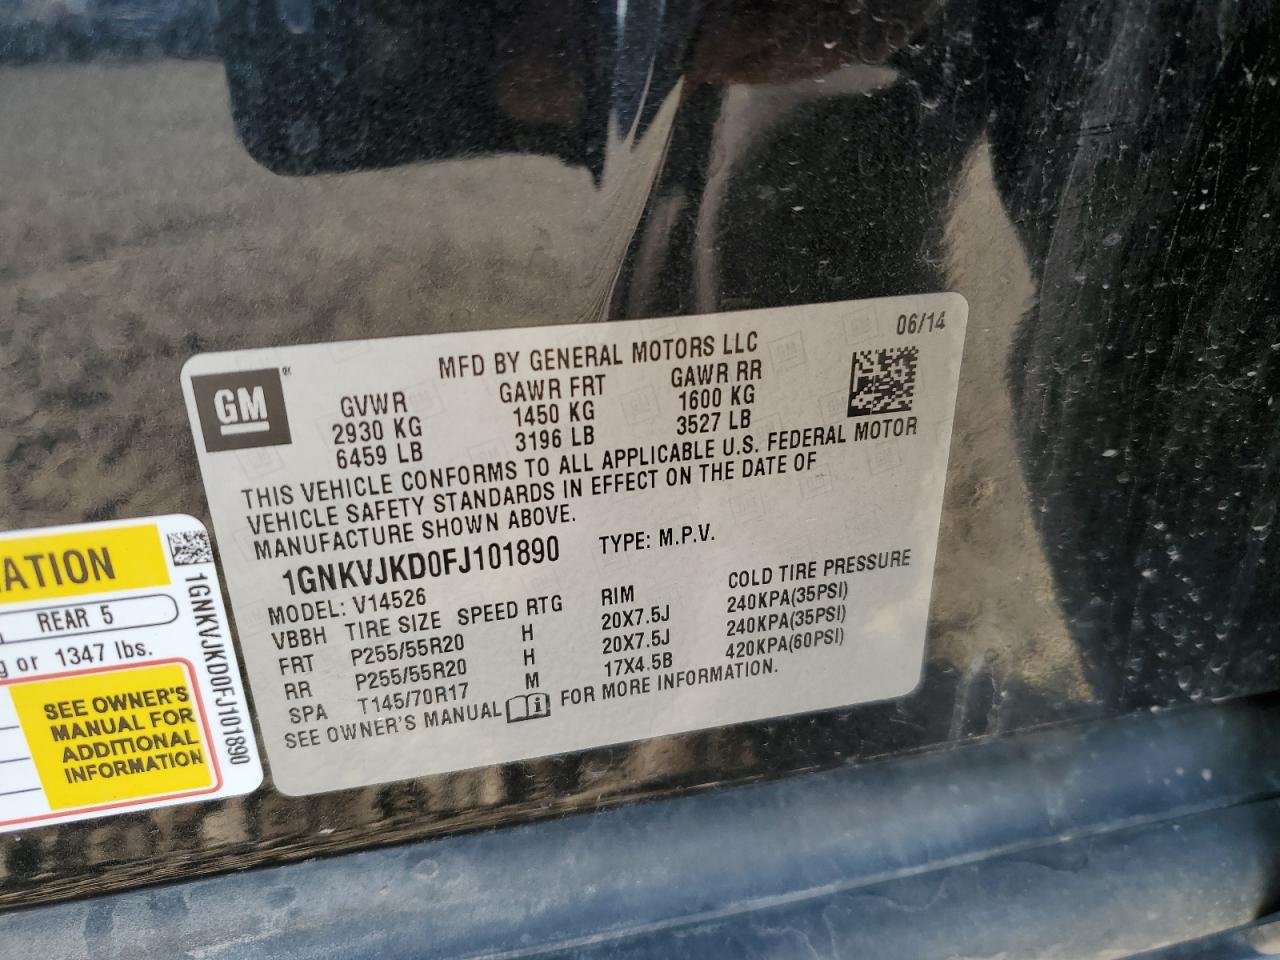 06/14
MFD BY GENERAL MOTORS LLC
GM
GVWR GAWR FRT GAWR RR
2930 KG 1450 KG 1600 KG
6459 LB 3196 LB 3527 LB
THIS VEHICLE CONFORMS TO ALL APPLICABLE U.S. FEDERAL MOTOR
VEHICLE SAFETY STANDARDS IN EFFECT ON THE DATE OF
MANUFACTURE SHOWN ABOVE.
1GNKVJKD0FJ101890 TYPE: M.P.V.
MODEL: V14526
VBBH TIRE SIZE SPEED RTG RIM COLD TIRE PRESSURE
FRT P255/55R20 H 20X7.5J 240KPA(35PSI)
RR P255/55R20 H 20X7.5J 240KPA(35PSI)
SPA T145/70R17 M 17X4.5B 420KPA(60PSI)
SEE OWNER'S MANUAL i FOR MORE INFORMATION.
ATION
REAR 5
g or 1347 lbs.
SEE OWNER'S
MANUAL FOR
ADDITIONAL
INFORMATION
1GNKVJKD0FJ101890